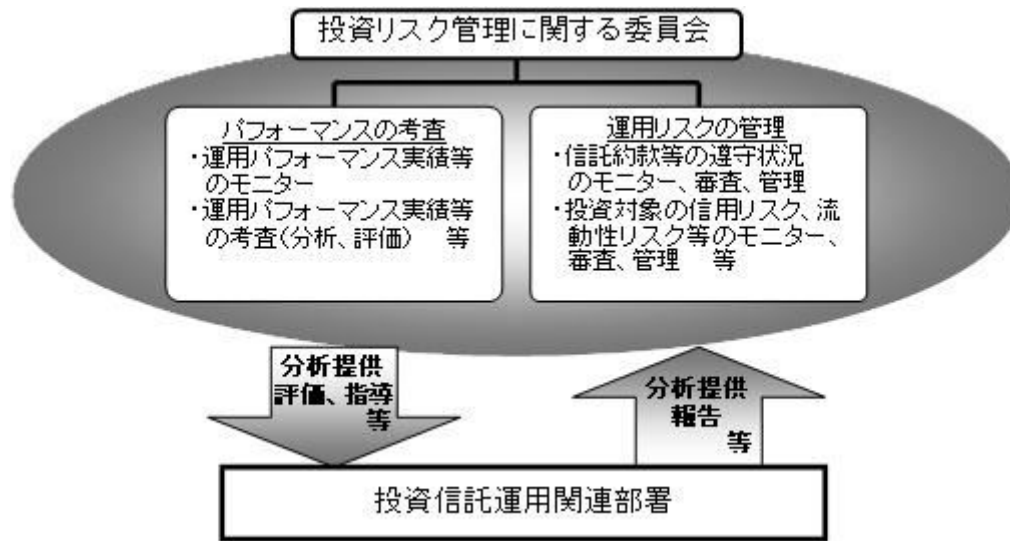 投資リスク管理に関する委員会
パフォーマンスの考査
・運用パフォーマンス実績等
のモニター
・運用パフォーマンス実績等
の考査(分析、評価) 等
運用リスクの管理
・信託約款等の遵守状況
のモニター、審査、管理
・投資対象の信用リスク、流
動性リスク等のモニター、
審査、管理 等
分析提供
評価、指導
等
分析提供
報告
等
投資信託運用関連部署